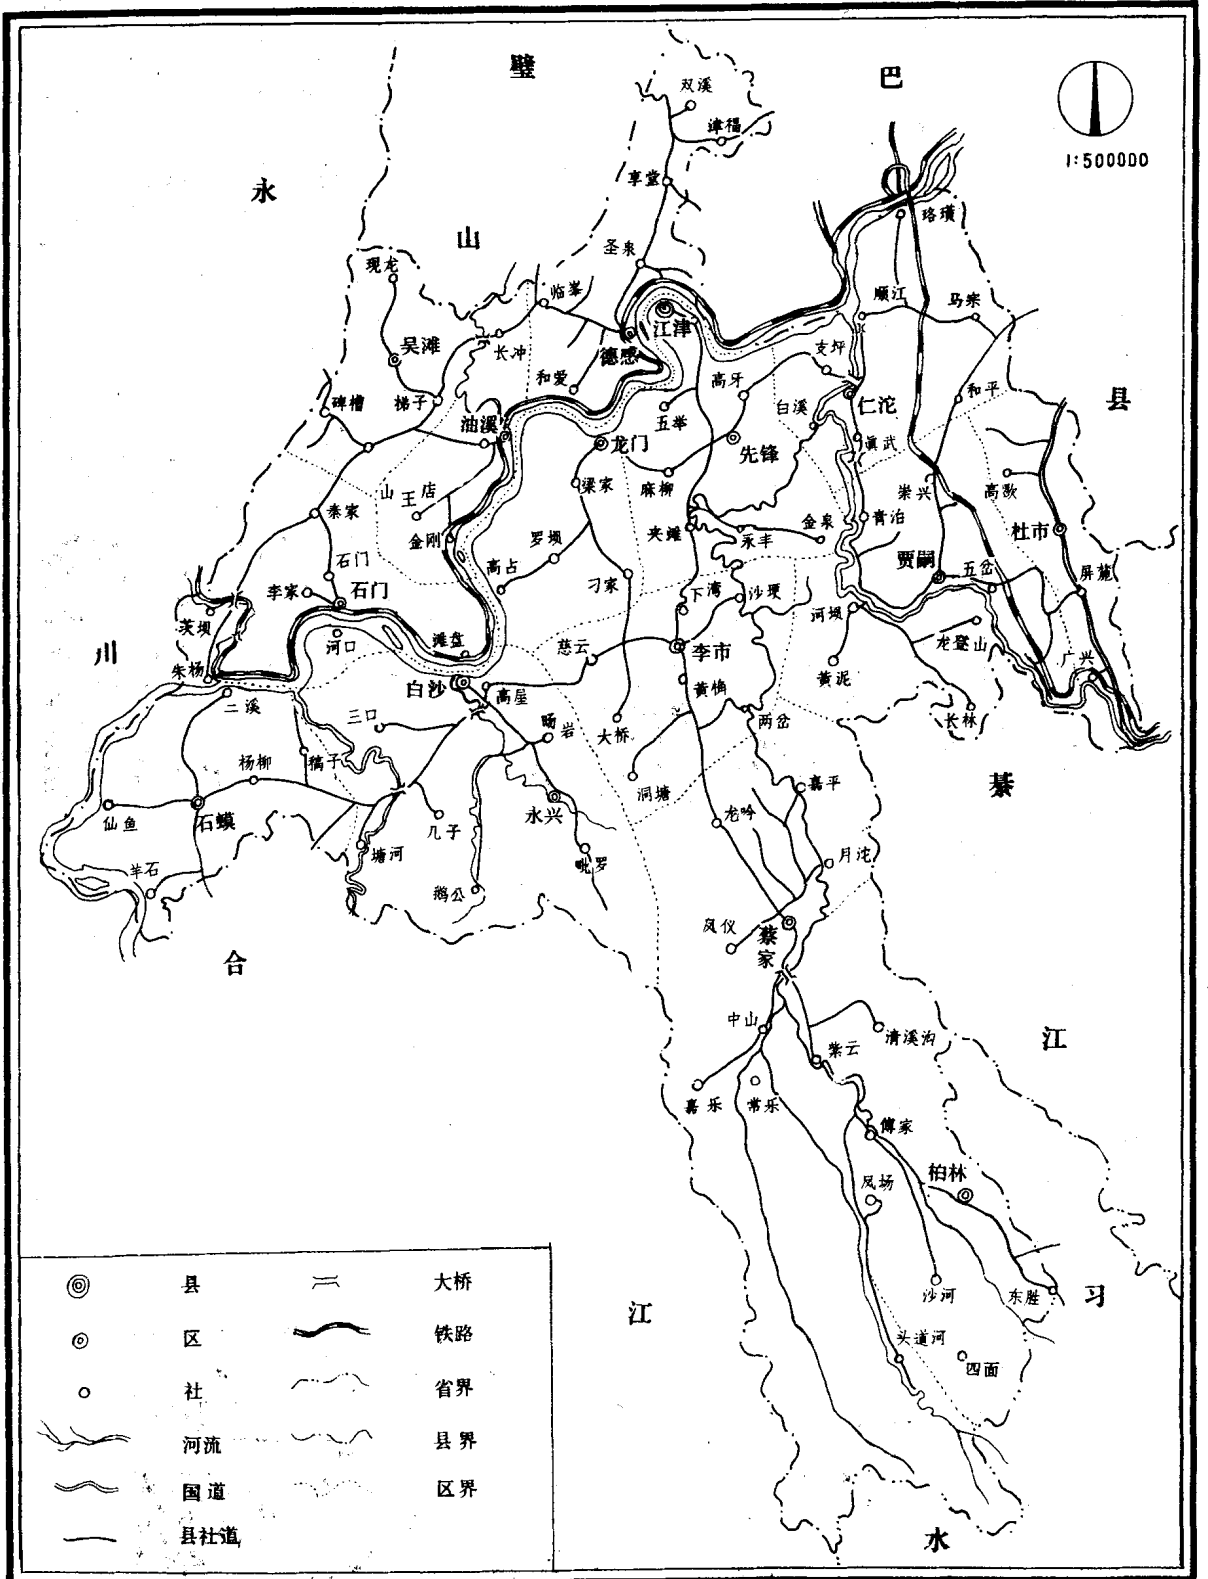 璧
巴
双溪
津福
1:500000
享堂
永
珞璜
山
圣泉
现龙
临峯
顺江
马宗
江津
吴滩
长冲
德感
支坪
和爱
高牙
碑槽
梯子
和平
县
油溪
五举
白溪
仁沱
龙门
先锋
真武
山王店
梁家
麻柳
崇兴
高歇
秦家
夹滩
金泉
青泊
杜市
金刚
罗坝
永丰
石门
高占
刁家
贾嗣
五岔
屏麓
李家
石门
下湾
沙埂
茨坝
河坝
川
河口
滩盘
慈云
李市
龙登山
朱杨
白沙
高屋
黄桷
黄泥
广兴
二溪
三口
旸岩
大桥
两岔
长林
杨柳
稿子
洞塘
嘉平
綦
仙鱼
石蟆
几子
永兴
龙吟
羊石
塘河
鹅公
毗罗
月沱
凤仪
蔡家
合
中山
清溪沟
江
紫云
嘉乐
常乐
傅家
凤场
柏林
沙河
东胜
习
江
头道河
四面
水
县
大桥
区
铁路
社
省界
河流
县界
国道
区界
县社道